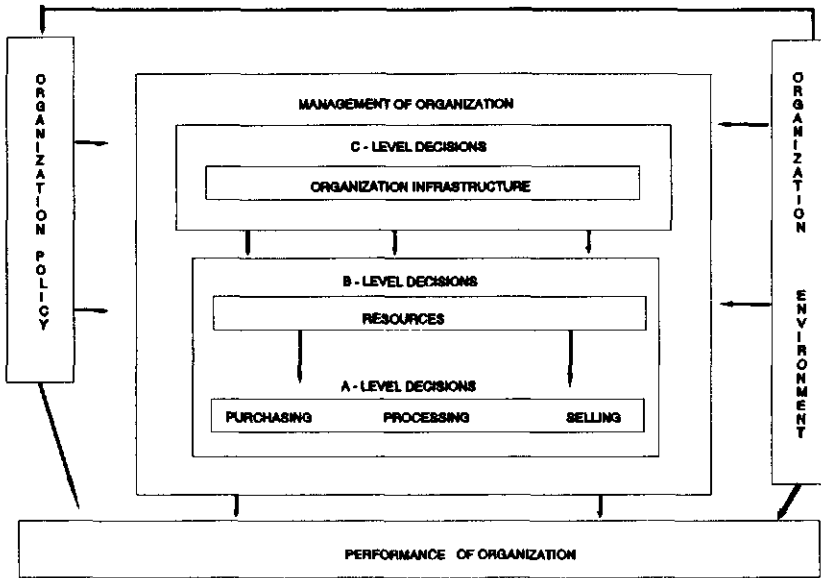 ORGANIZATION POLICY
MANAGEMENT OF ORGANIZATION
C - LEVEL DECISIONS
ORGANIZATION INFRASTRUCTURE
B - LEVEL DECISIONS
RESOURCES
A - LEVEL DECISIONS
PURCHASING PROCESSING SELLING
ORGANIZATION ENVIRONMENT
PERFORMANCE OF ORGANIZATION